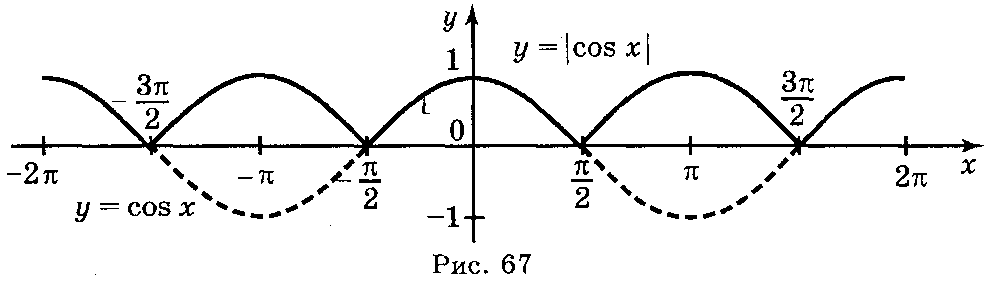 y
1
y = |cos x|
-3π/2
3π/2
0
-2π
-π
-π/2
π/2
π
2π
x
y = cos x
-1
Рис. 67